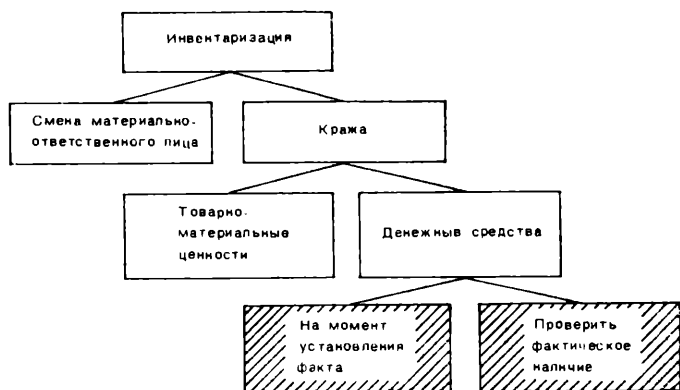 Инвентаризация
Смена материально-
ответственного лица
Кража
Товарно-
материальные
ценности
Денежные средства
На момент
установления
факта
Проверить
фактическое
наличие